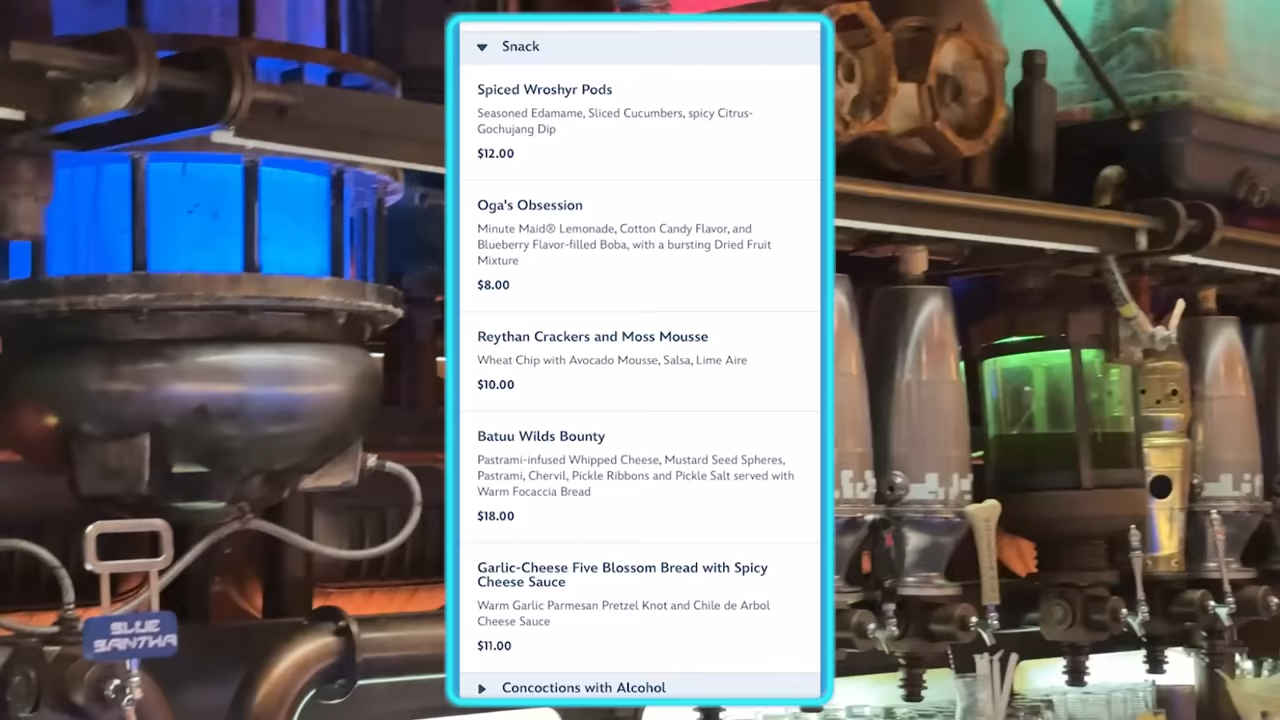 Snack
Spiced Wroshyr Pods
Seasoned Edamame, Sliced Cucumbers, spicy Citrus-
Gochujang Dip
$12.00
Oga's Obsession
Minute Maid® Lemonade, Cotton Candy Flavor, and
Blueberry Flavor-filled Boba, with a bursting Dried Fruit
Mixture
$8.00
Reythan Crackers and Moss Mousse
Wheat Chip with Avocado Mousse, Salsa, Lime Aire
$10.00
Batuu Wilds Bounty
Pastrami-infused Whipped Cheese, Mustard Seed Spheres,
Pastrami, Chervil, Pickle Ribbons and Pickle Salt served with
Warm Focaccia Bread
$18.00
Garlic-Cheese Five Blossom Bread with Spicy
Cheese Sauce
Warm Garlic Parmesan Pretzel Knot and Chile de Arbol
Cheese Sauce
$11.00
Concoctions with Alcohol
BLUE
BANTHA